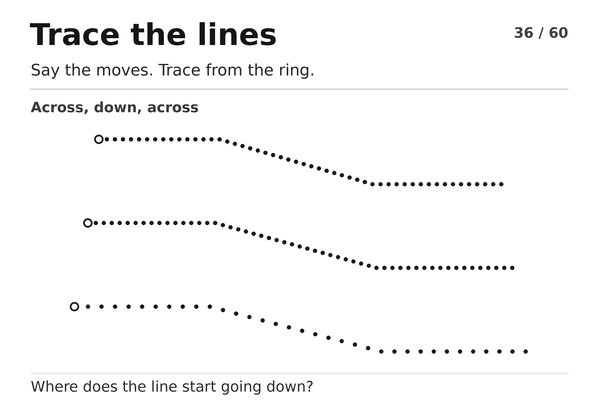 Trace the lines
36 / 60
Say the moves. Trace from the ring.
Across, down, across
Where does the line start going down?